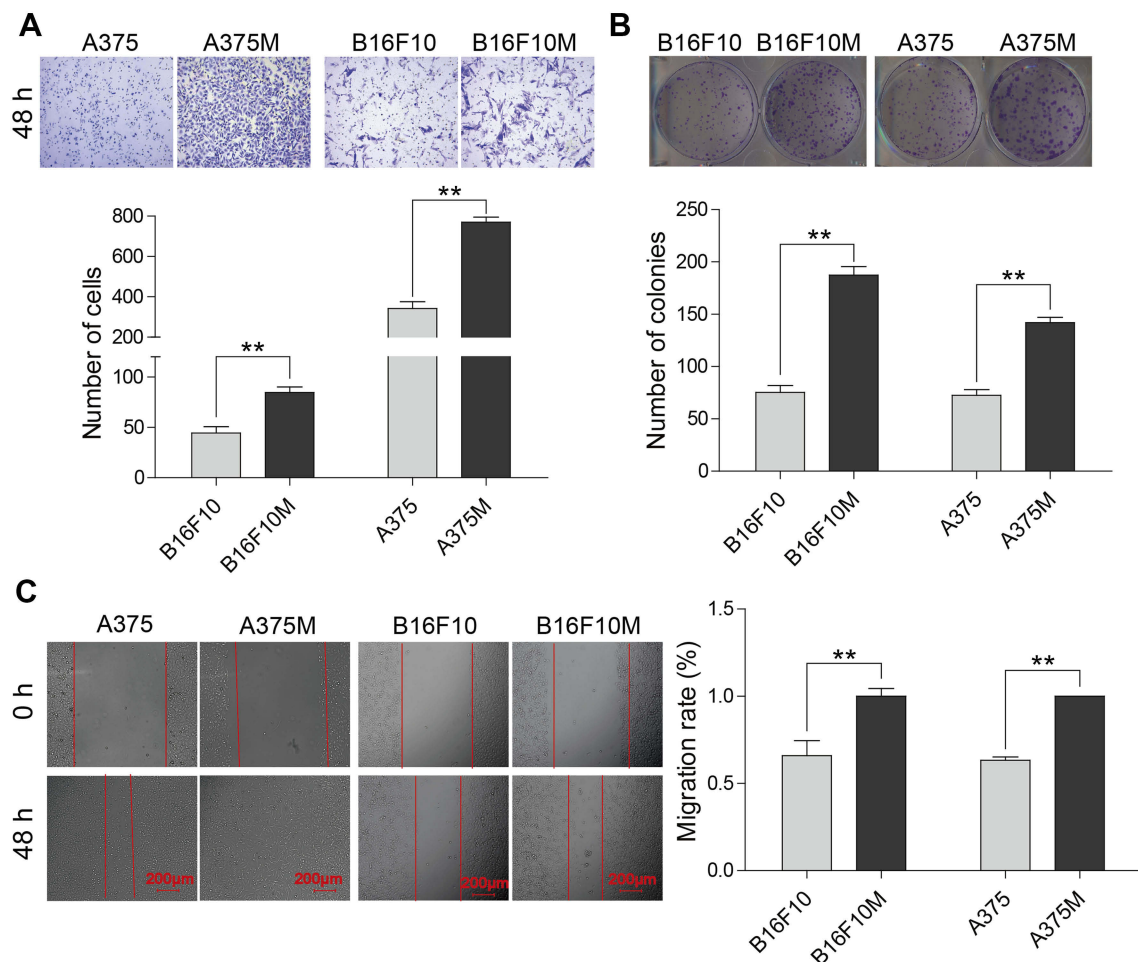 A
A375 A375M B16F10 B16F10M
48 h
Number of cells
800
600
400
200
100
50
0
**
**
B16F10 B16F10M A375 A375M
B
B16F10 B16F10M A375 A375M
Number of colonies
250
200
150
100
50
0
**
**
B16F10 B16F10M A375 A375M
C
A375 A375M B16F10 B16F10M
0 h
48 h
200μm 200μm 200μm 200μm
Migration rate (%)
1.5
1.0
0.5
0.0
**
**
B16F10 B16F10M A375 A375M